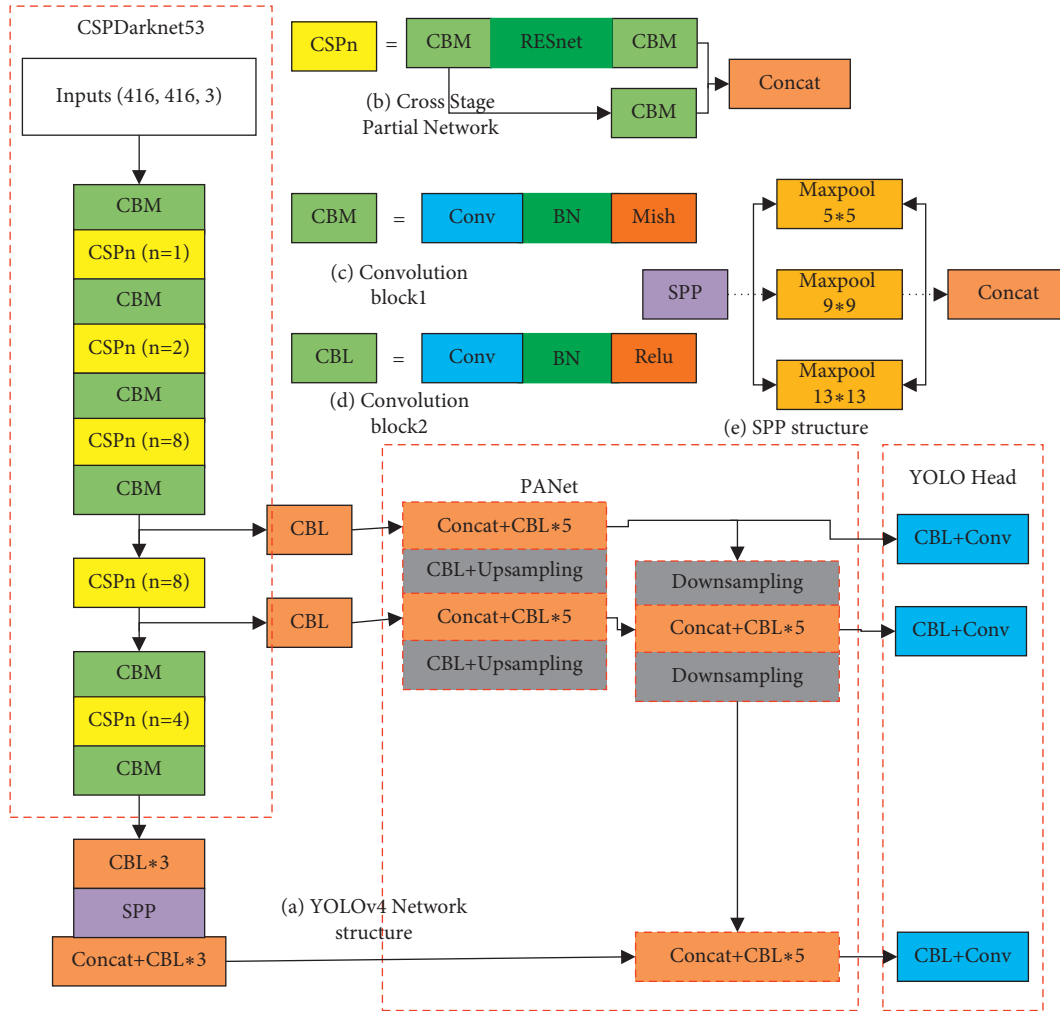 CSPDarknet53
Inputs (416, 416, 3)
CBM
CSPn (n=1)
CBM
CSPn (n=2)
CBM
CSPn (n=8)
CBM
CSPn (n=8)
CBM
CSPn (n=4)
CBM
CBL∗3
SPP
Concat+CBL∗3
CSPn
=
CBM
RESnet
CBM
CBM
Concat
(b) Cross Stage
Partial Network
CBM
=
Conv
BN
Mish
(c) Convolution
block1
CBL
=
Conv
BN
Relu
(d) Convolution
block2
SPP
Maxpool
5∗5
Maxpool
9∗9
Maxpool
13∗13
Concat
(e) SPP structure
CBL
CBL
PANet
Concat+CBL∗5
CBL+Upsampling
Concat+CBL∗5
CBL+Upsampling
Downsampling
Concat+CBL∗5
Downsampling
Concat+CBL∗5
YOLO Head
CBL+Conv
CBL+Conv
CBL+Conv
(a) YOLOv4 Network
structure